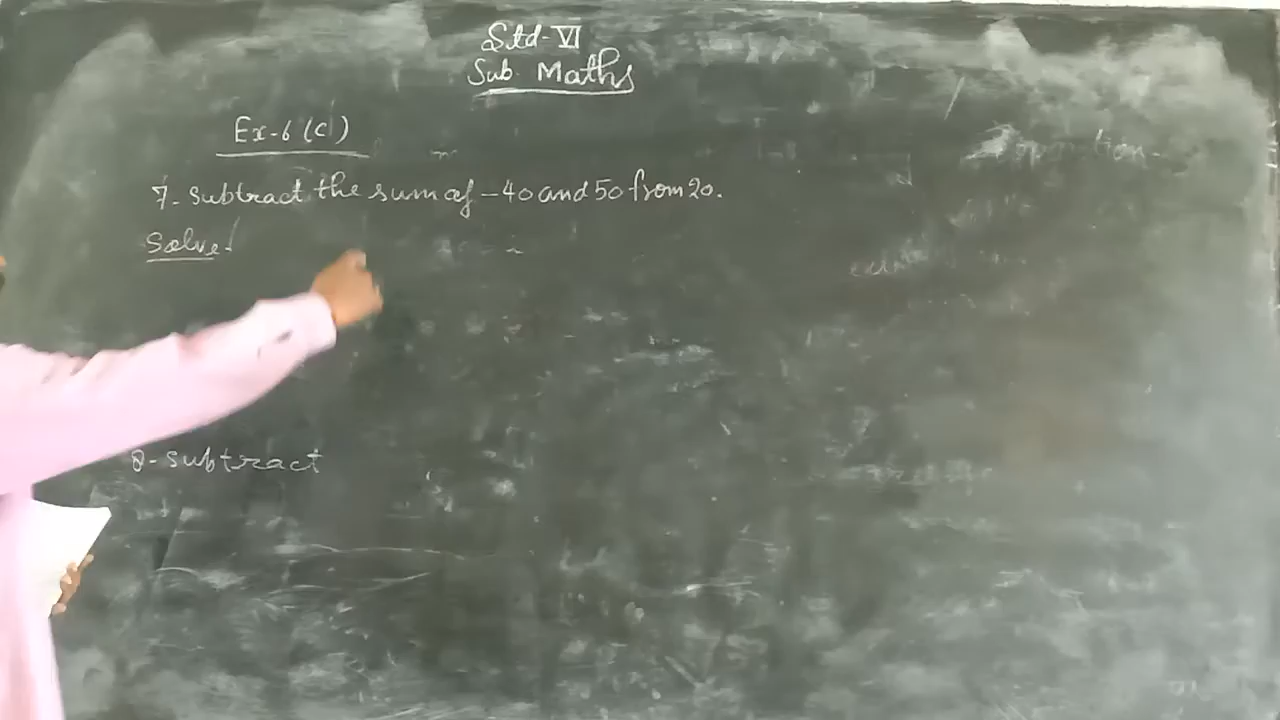 Std-VI
Sub. Maths
Ex-6 (c)
7- Subtract the sum of -40 and 50 from 20.
Solve-
8- subtract